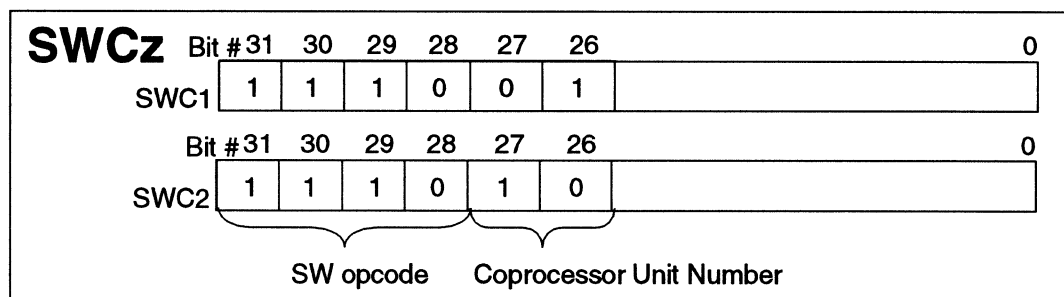 SWCz Bit # 31 30 29 28 27 26 0
SWC1 1 1 1 0 0 1
Bit # 31 30 29 28 27 26 0
SWC2 1 1 1 0 1 0
SW opcode Coprocessor Unit Number